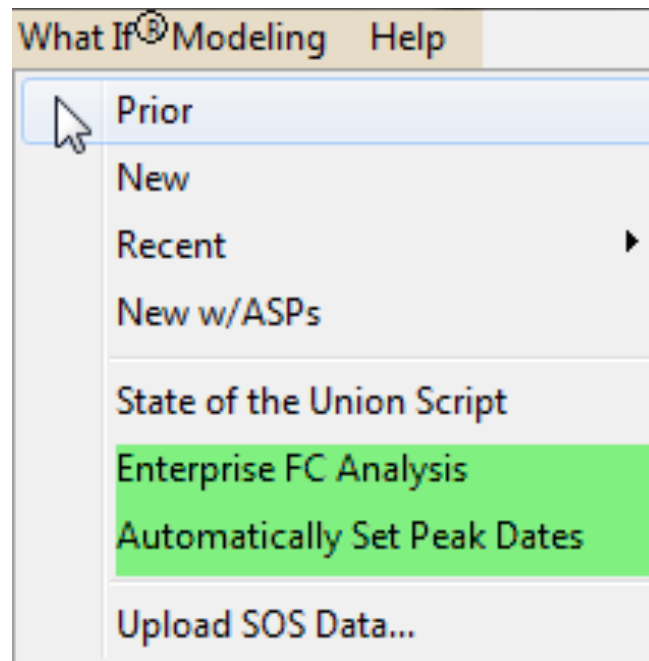 What If® Modeling Help
Prior
New
Recent
New w/ASPs
State of the Union Script
Enterprise FC Analysis
Automatically Set Peak Dates
Upload SOS Data...